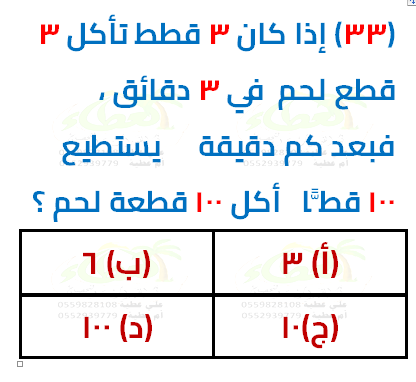 (٣٣) إذا كان ٣ قطط تأكل ٣
قطع لحم في ٣ دقائق ،
فبعد كم دقيقة يستطيع
١٠٠ قطًّا أكل ١٠٠ قطعة لحم ؟
(أ) ٣
(ب) ٦
(ج) ١٠
(د) ١٠٠